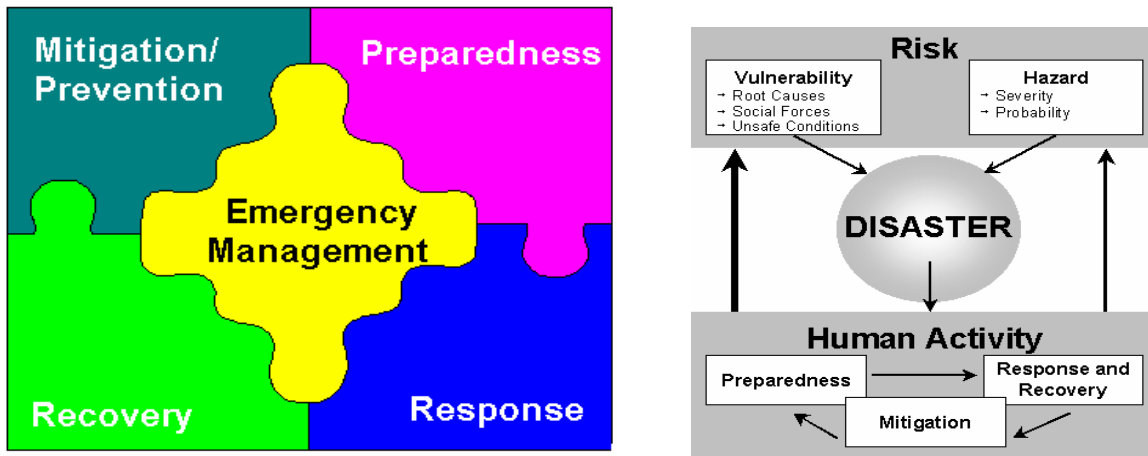 Mitigation/
Prevention
Preparedness
Emergency
Management
Recovery
Response
Risk
Vulnerability
→ Root Causes
→ Social Forces
→ Unsafe Conditions
Hazard
→ Severity
→ Probability
DISASTER
Human Activity
Preparedness
Response and
Recovery
Mitigation